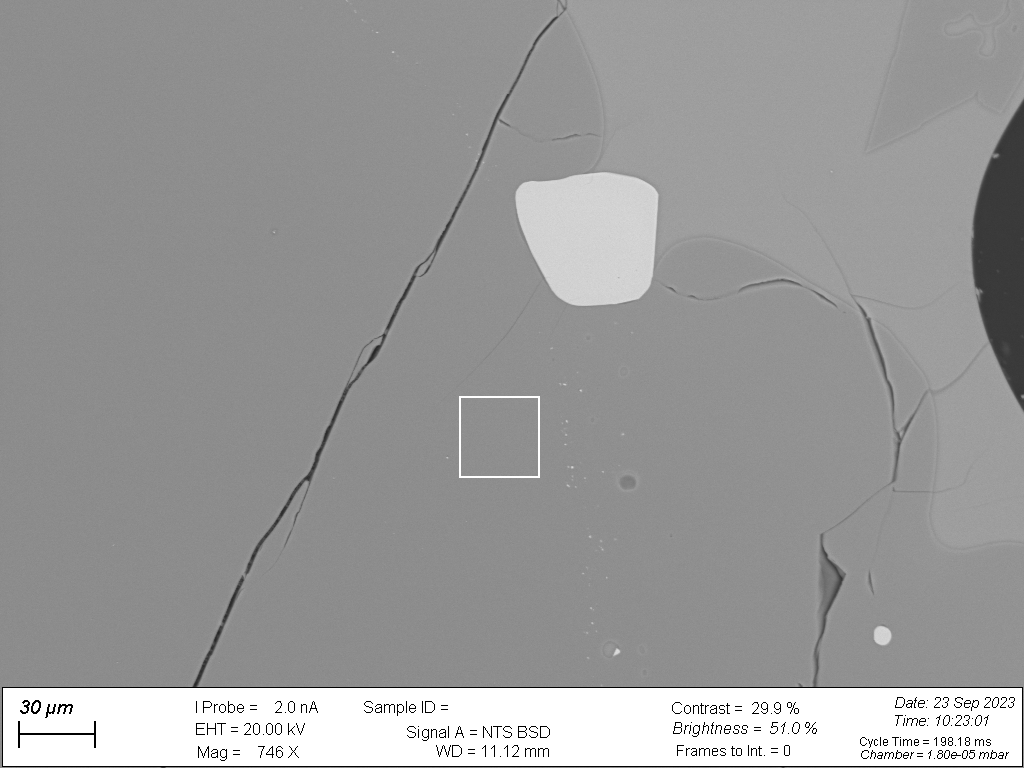 30 µm
I Probe = 2.0 nA
EHT = 20.00 kV
Mag = 746 X
Sample ID =
Signal A = NTS BSD
WD = 11.12 mm
Contrast = 29.9 %
Brightness = 51.0 %
Frames to Int. = 0
Date: 23 Sep 2023
Time: 10:23:01
Cycle Time = 198.18 ms
Chamber = 1.80e-05 mbar